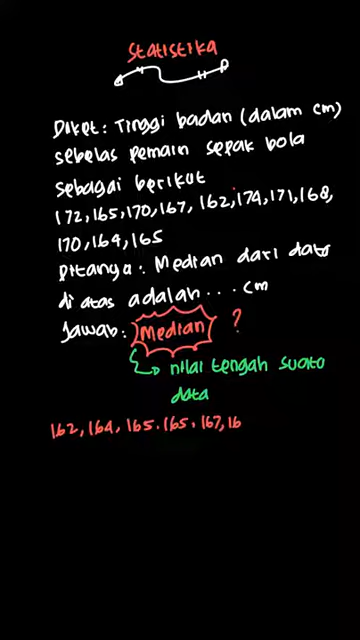 Statistika
Diket: Tinggi badan (dalam cm)
sebelas pemain sepak bola
sebagai berikut
172, 165, 170, 167, 162, 174, 171, 168,
170, 164, 165
Ditanya: Median dari data
di atas adalah... cm
Jawab: Median ?
nilai tengah suatu
data
162, 164, 165. 165. 167, 16